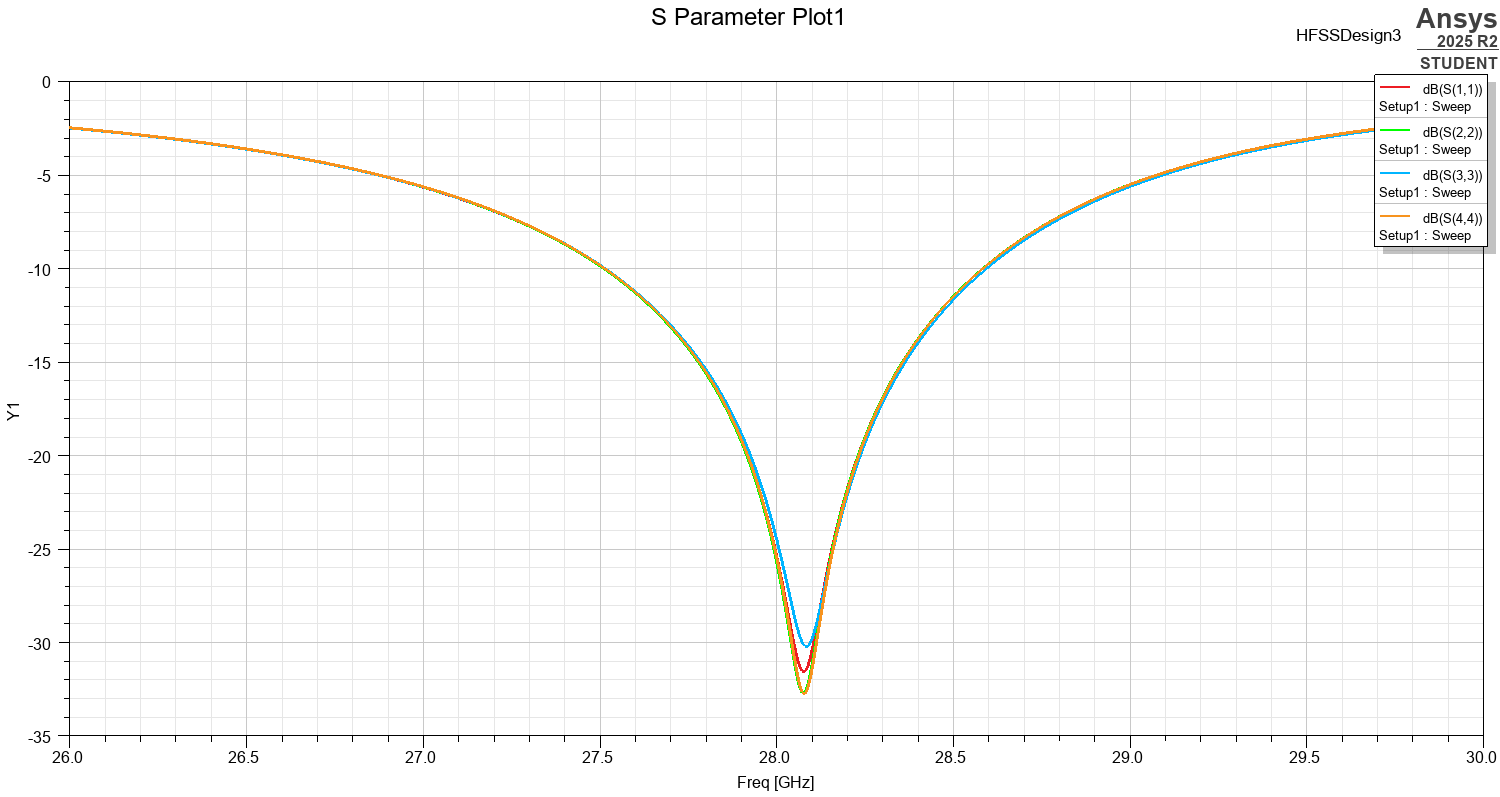 S Parameter Plot1
HFSSDesign3
Ansys
2025 R2
STUDENT
dB(S(1,1))
Setup1 : Sweep
dB(S(2,2))
Setup1 : Sweep
dB(S(3,3))
Setup1 : Sweep
dB(S(4,4))
Setup1 : Sweep
0
-5
-10
-15
-20
-25
-30
-35
Y1
26.0 26.5 27.0 27.5 28.0 28.5 29.0 29.5 30.0
Freq [GHz]